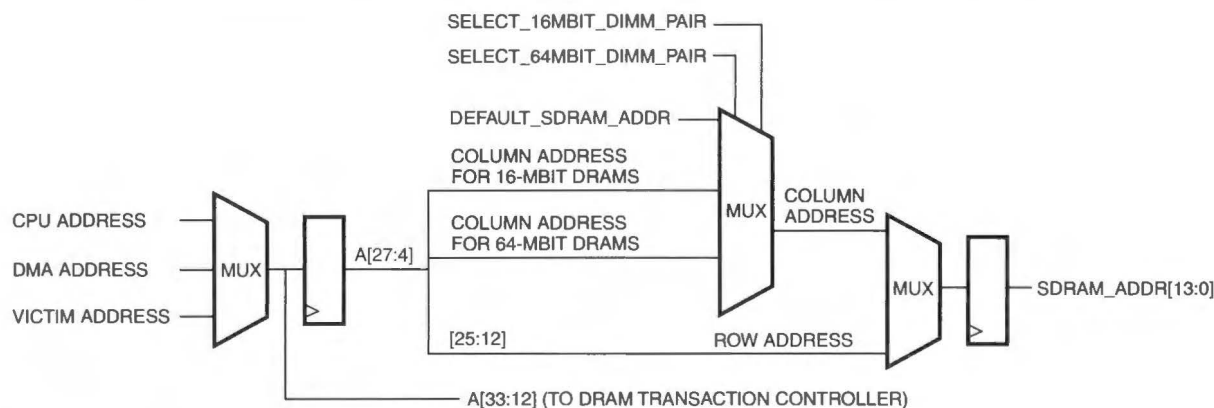 SELECT_16MBIT_DIMM_PAIR
SELECT_64MBIT_DIMM_PAIR
DEFAULT_SDRAM_ADDR
COLUMN ADDRESS
FOR 16-MBIT DRAMS
COLUMN ADDRESS
FOR 64-MBIT DRAMS
CPU ADDRESS
DMA ADDRESS
VICTIM ADDRESS
MUX
A[27:4]
MUX
COLUMN
ADDRESS
MUX
SDRAM_ADDR[13:0]
[25:12]
ROW ADDRESS
A[33:12] (TO DRAM TRANSACTION CONTROLLER)